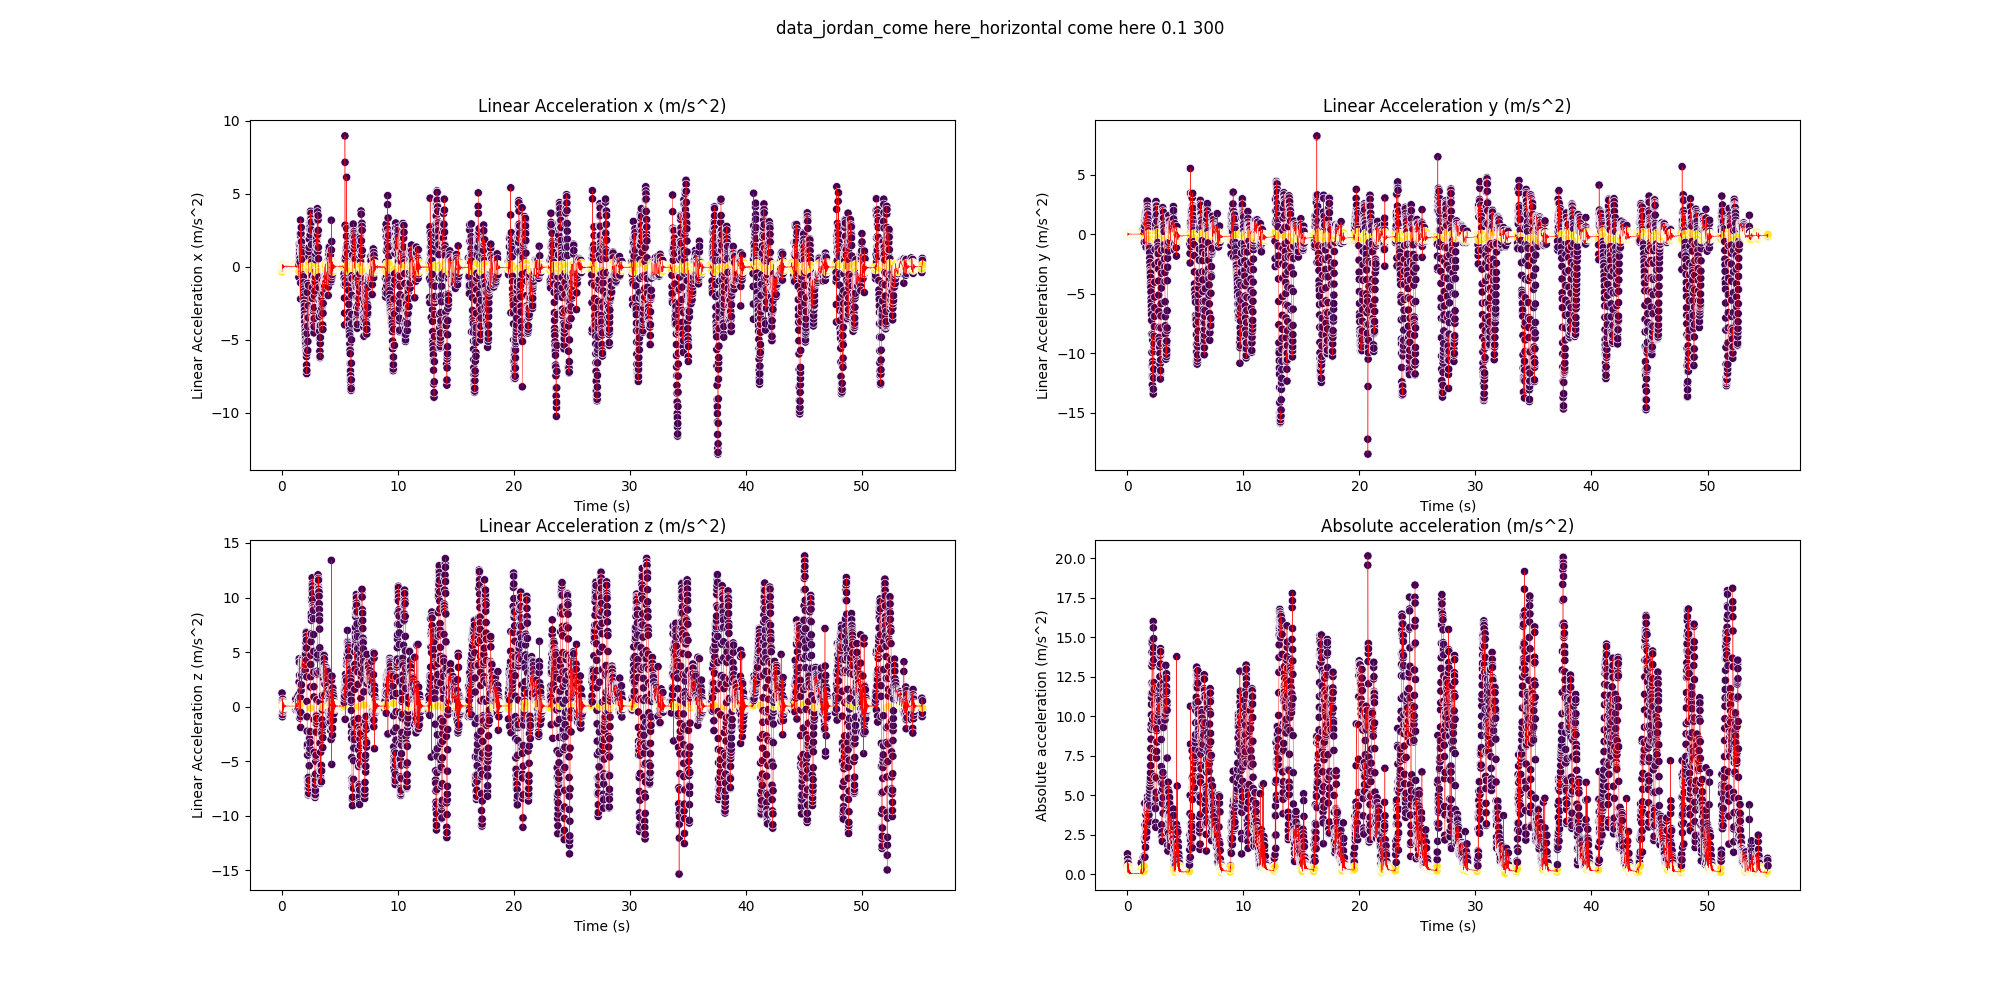 data_jordan_come here_horizontal come here 0.1 300
Linear Acceleration x (m/s^2)
Linear Acceleration x (m/s^2)
10
5
0
−5
−10
0 10 20 30 40 50
Time (s)
Linear Acceleration y (m/s^2)
Linear Acceleration y (m/s^2)
5
0
−5
−10
−15
0 10 20 30 40 50
Time (s)
Linear Acceleration z (m/s^2)
Linear Acceleration z (m/s^2)
15
10
5
0
−5
−10
−15
0 10 20 30 40 50
Time (s)
Absolute acceleration (m/s^2)
Absolute acceleration (m/s^2)
20.0
17.5
15.0
12.5
10.0
7.5
5.0
2.5
0.0
0 10 20 30 40 50
Time (s)